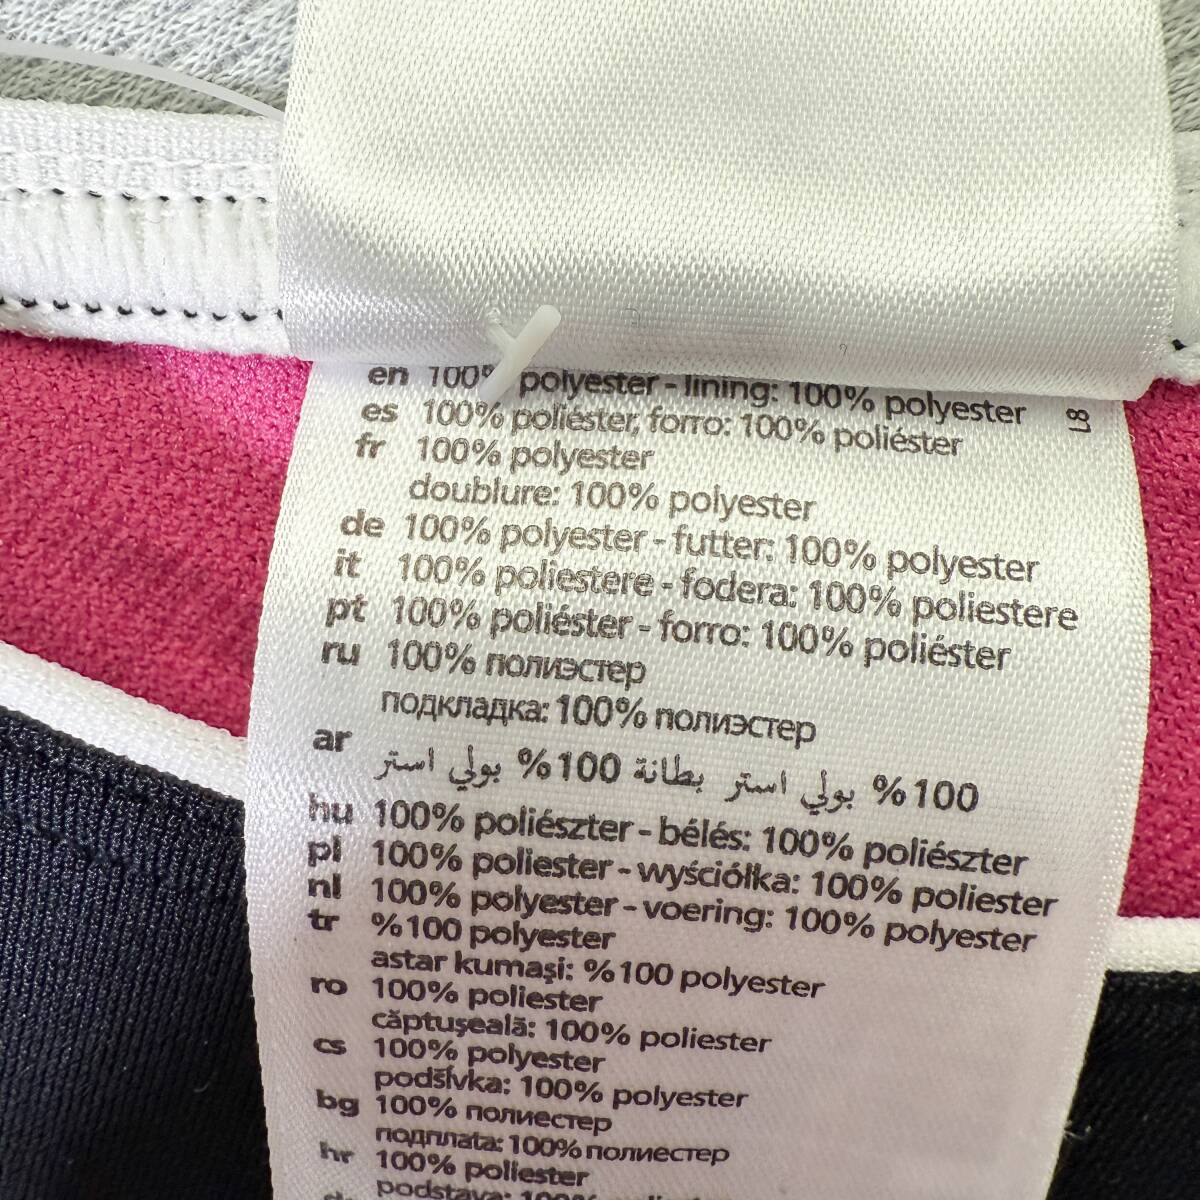 en 100% polyester - lining: 100% polyester
es 100% poliéster, forro: 100% poliéster
fr 100% polyester
doublure: 100% polyester
de 100% polyester - futter: 100% polyester
it 100% poliestere - fodera: 100% poliestere
pt 100% poliéster - forro: 100% poliéster
ru 100% полиэстер
подкладка: 100% полиэстер
ar
%100 بولي استر بطانة %100 بولي استر
hu 100% poliészter - bélés: 100% poliészter
pl 100% poliester - wyściółka: 100% poliester
nl 100% polyester - voering: 100% polyester
tr %100 polyester
astar kumaşi: %100 polyester
ro 100% poliester
căptuşeală: 100% poliester
cs 100% polyester
podšívka: 100% polyester
bg 100% полиестер
подплата: 100% полиестер
hr 100% poliester
podstava: 100%